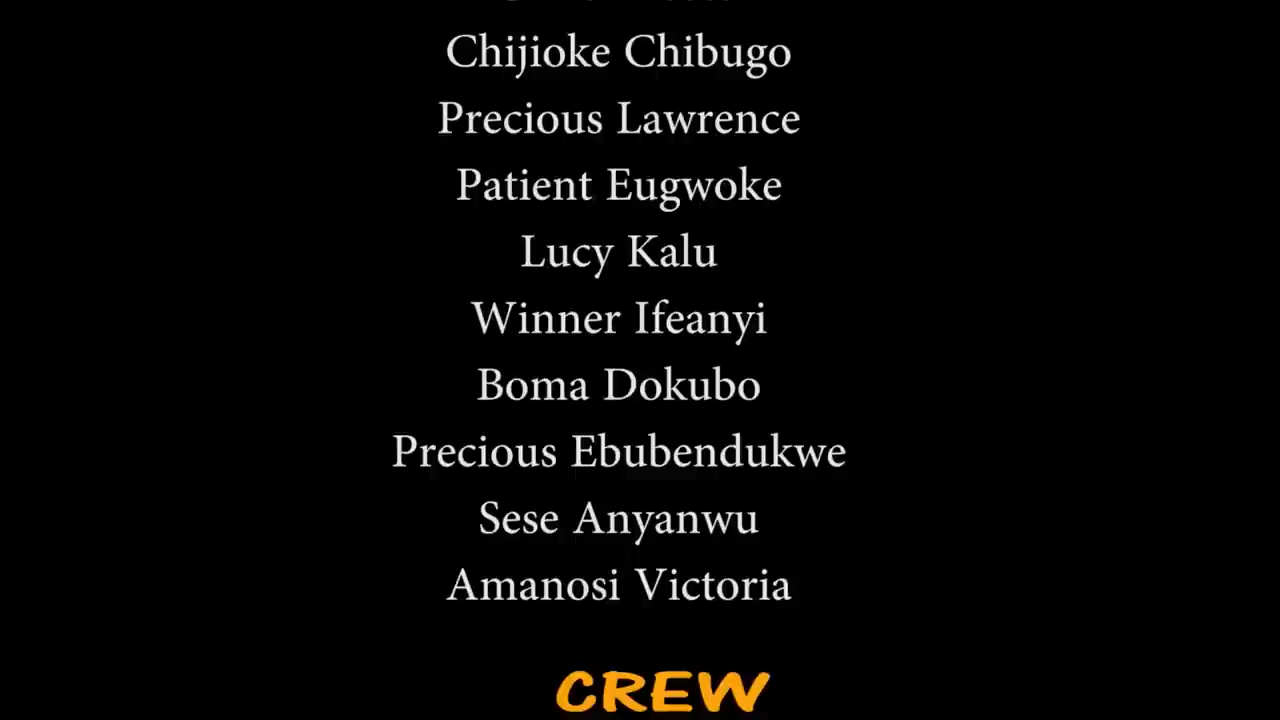 Chijioke Chibugo
Precious Lawrence
Patient Eugwoke
Lucy Kalu
Winner Ifeanyi
Boma Dokubo
Precious Ebubendukwe
Sese Anyanwu
Amanosi Victoria
CREW